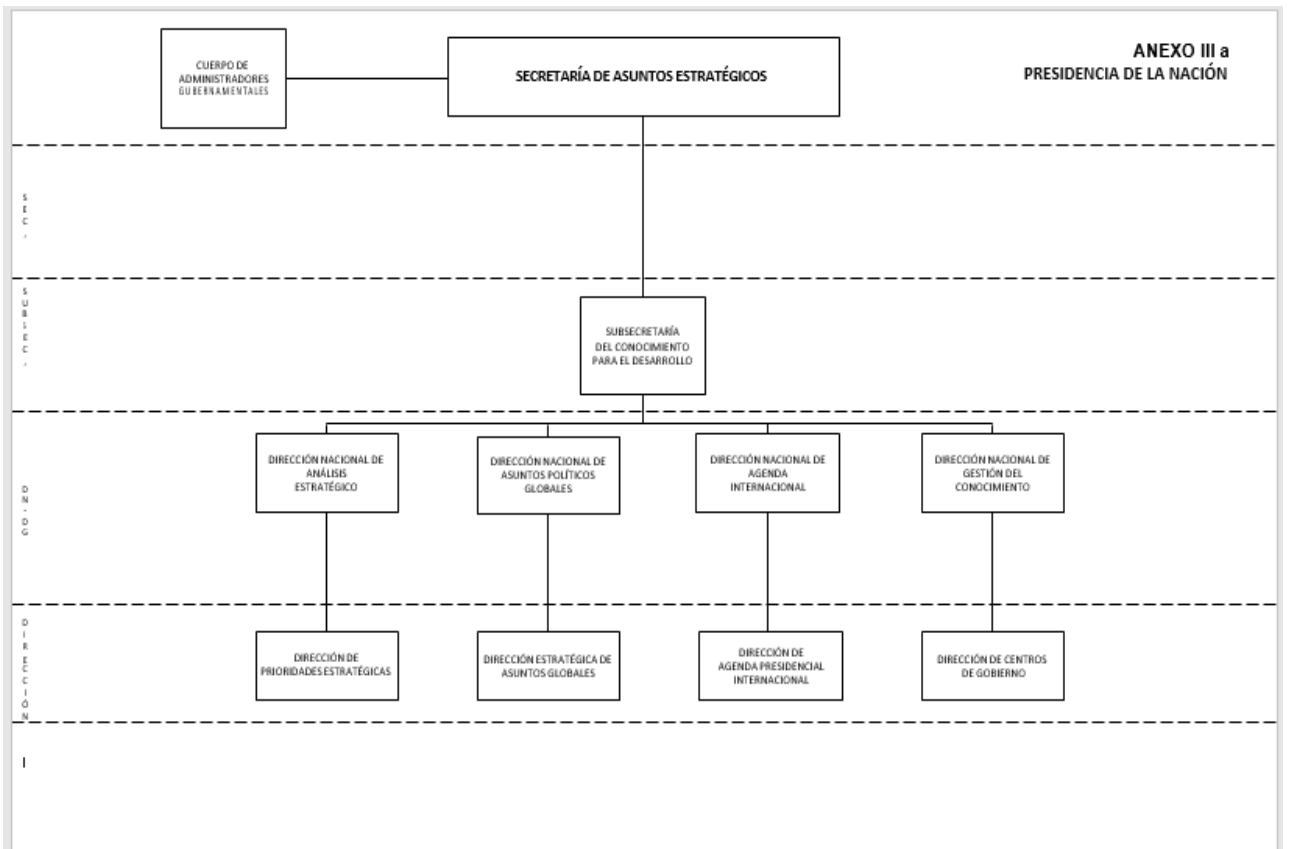 CUERPO DE
ADMINISTRADORES
GUBERNAMENTALES
SECRETARÍA DE ASUNTOS ESTRATÉGICOS
ANEXO III a
PRESIDENCIA DE LA NACIÓN
SEC.
SUBSEC.
SUBSECRETARÍA
DEL CONOCIMIENTO
PARA EL DESARROLLO
DN-DG
DIRECCIÓN NACIONAL DE
ANÁLISIS
ESTRATÉGICO
DIRECCIÓN NACIONAL DE
ASUNTOS POLÍTICOS
GLOBALES
DIRECCIÓN NACIONAL DE
AGENDA
INTERNACIONAL
DIRECCIÓN NACIONAL DE
GESTIÓN DEL
CONOCIMIENTO
DIRECCIÓN
DIRECCIÓN DE
PRIORIDADES ESTRATÉGICAS
DIRECCIÓN ESTRATÉGICA DE
ASUNTOS GLOBALES
DIRECCIÓN DE
AGENDA PRESIDENCIAL
INTERNACIONAL
DIRECCIÓN DE CENTROS
DE GOBIERNO
I